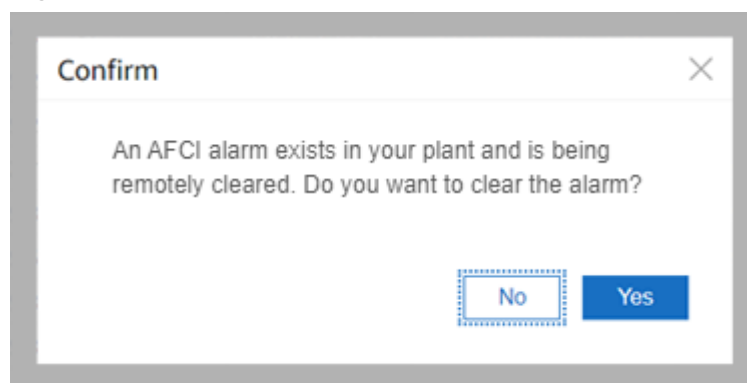 Confirm
An AFCI alarm exists in your plant and is being
remotely cleared. Do you want to clear the alarm?
No
Yes